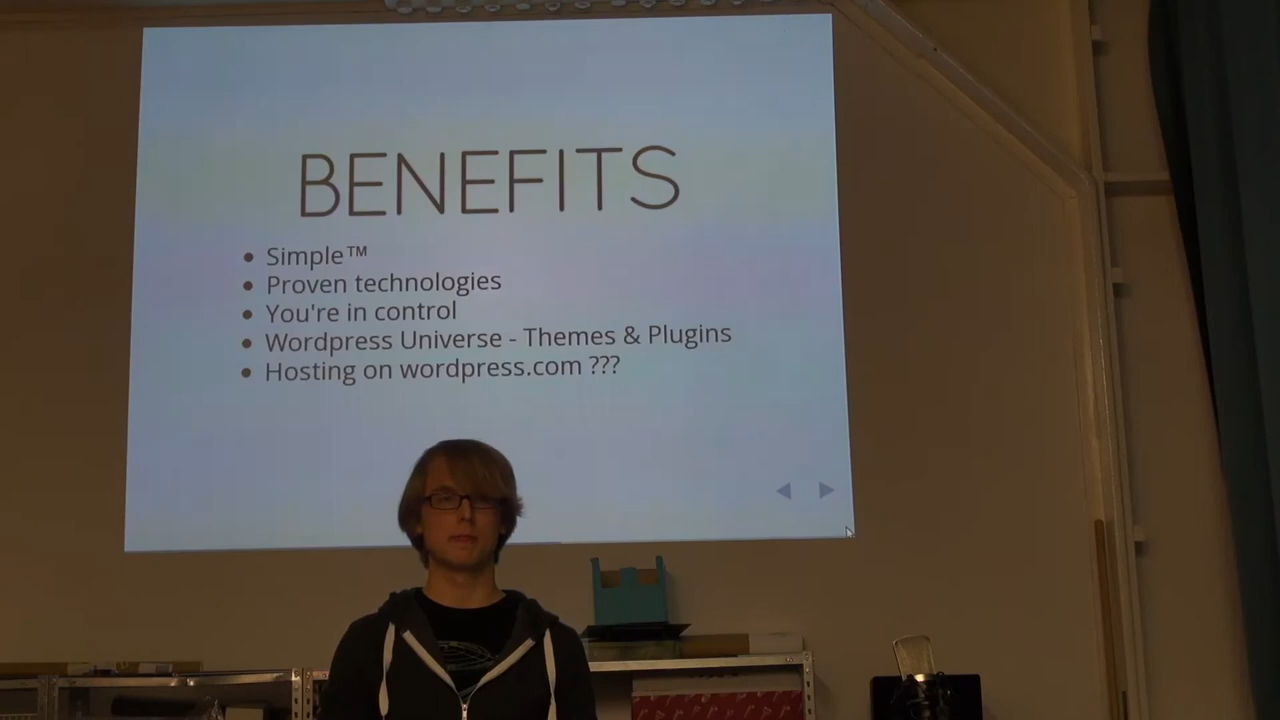 BENEFITS
Simple™
Proven technologies
You're in control
Wordpress Universe - Themes & Plugins
Hosting on wordpress.com ???